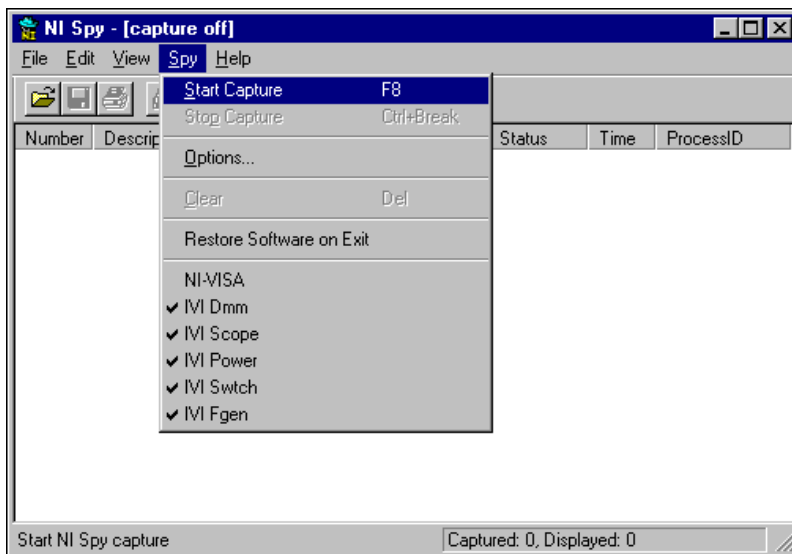 NI Spy - [capture off]
File Edit View Spy Help
Start Capture F8
Stop Capture Ctrl+Break
Number Descrip Status Time ProcessID
Options...
Clear Del
Restore Software on Exit
NI-VISA
IVI Dmm
IVI Scope
IVI Power
IVI Swtch
IVI Fgen
Start NI Spy capture Captured: 0, Displayed: 0